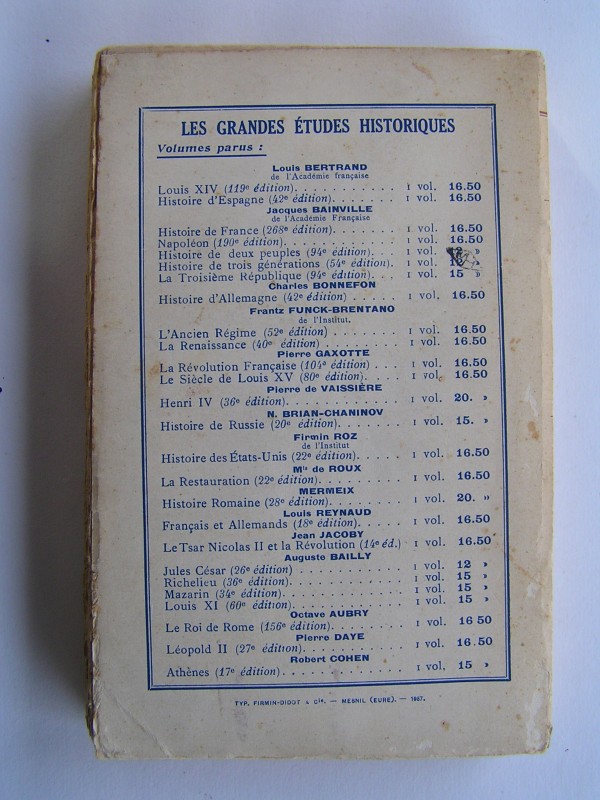 LES GRANDES ÉTUDES HISTORIQUES
Volumes parus :
Louis BERTRAND
de l'Académie française
Louis XIV (119e édition). . . . . . . . . . . 1 vol. 16.50
Histoire d'Espagne (42e édition). . . . . . . 1 vol. 16.50
Jacques BAINVILLE
de l'Académie Française
Histoire de France (268e édition). . . . . . 1 vol. 16.50
Napoléon (190e édition). . . . . . . . . . . 1 vol. 16.50
Histoire de deux peuples (94e édition). . . . 1 vol. 12 »
Histoire de trois générations (54e édition). 1 vol. 12 »
La Troisième République (94e édition). . . . 1 vol. 15 »
Charles BONNEFON
Histoire d'Allemagne (42e édition) . . . . . 1 vol. 16.50
Frantz FUNCK-BRENTANO
de l'Institut.
L'Ancien Régime (52e édition) . . . . . . . 1 vol. 16.50
La Renaissance (40e édition) . . . . . . . . 1 vol. 16.50
Pierre GAXOTTE
La Révolution Française (104e édition). . . . 1 vol. 16.50
Le Siècle de Louis XV (80e édition). . . . . 1 vol. 16.50
Pierre de VAISSIÈRE
Henri IV (36e édition). . . . . . . . . . . . 1 vol. 20. »
N. BRIAN-CHANINOV
Histoire de Russie (20e édition). . . . . . . 1 vol. 15. »
Firmin ROZ
de l'Institut
Histoire des États-Unis (22e édition). . . . . 1 vol. 16.50
Mis de ROUX
La Restauration (22e édition). . . . . . . . 1 vol. 16.50
MERMEIX
Histoire Romaine (28e édition). . . . . . . . 1 vol. 20. »
Louis REYNAUD
Français et Allemands (18e édition). . . . . 1 vol. 16.50
Jean JACOBY
Le Tsar Nicolas II et la Révolution (14e éd.) 1 vol. 16.50
Auguste BAILLY
Jules César (26e édition) . . . . . . . . . . 1 vol. 12 »
Richelieu (36e édition). . . . . . . . . . . 1 vol. 15 »
Mazarin (34e édition). . . . . . . . . . . . 1 vol. 15 »
Louis XI (60e édition). . . . . . . . . . . . 1 vol. 15 »
Octave AUBRY
Le Roi de Rome (156e édition). . . . . . . . 1 vol. 16 50
Pierre DAYE
Léopold II (27e édition). . . . . . . . . . . 1 vol. 16.50
Robert COHEN
Athènes (17e édition). . . . . . . . . . . . 1 vol. 15 »
TYP. FIRMIN-DIDOT & Cie. — MESNIL (EURE). — 1937.